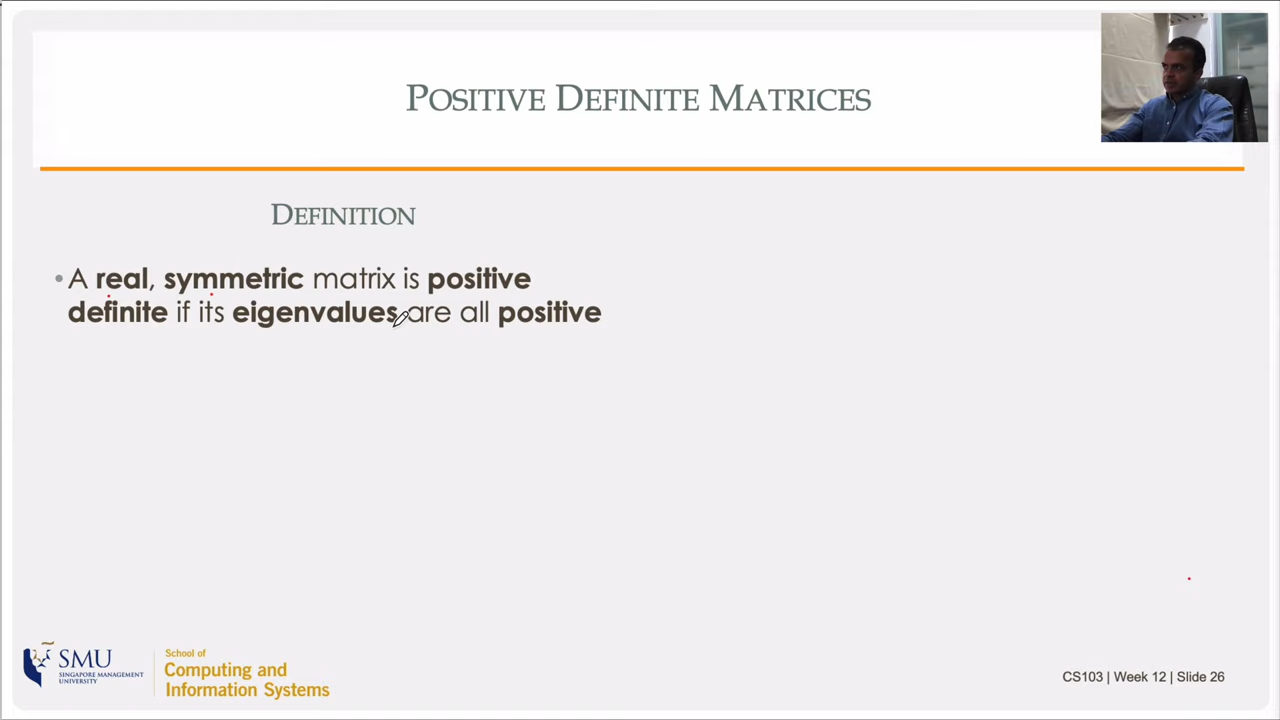 POSITIVE DEFINITE MATRICES
DEFINITION
• A real, symmetric matrix is positive
definite if its eigenvalues are all positive
SMU
SINGAPORE MANAGEMENT
UNIVERSITY
School of
Computing and
Information Systems
CS103 | Week 12 | Slide 26